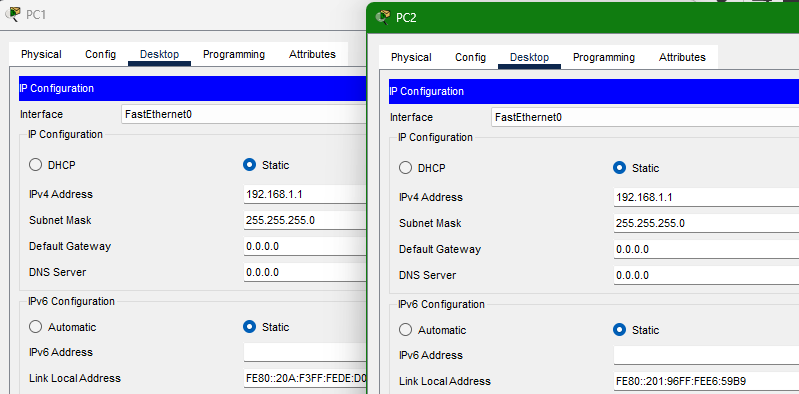 PC1
Physical Config Desktop Programming Attributes
IP Configuration
Interface FastEthernet0
IP Configuration
DHCP Static
IPv4 Address 192.168.1.1
Subnet Mask 255.255.255.0
Default Gateway 0.0.0.0
DNS Server 0.0.0.0
IPv6 Configuration
Automatic Static
IPv6 Address
Link Local Address FE80::20A:F3FF:FEDE:D0
PC2
Physical Config Desktop Programming Attributes
IP Configuration
Interface FastEthernet0
IP Configuration
DHCP Static
IPv4 Address 192.168.1.1
Subnet Mask 255.255.255.0
Default Gateway 0.0.0.0
DNS Server 0.0.0.0
IPv6 Configuration
Automatic Static
IPv6 Address
Link Local Address FE80::201:96FF:FEE6:59B9